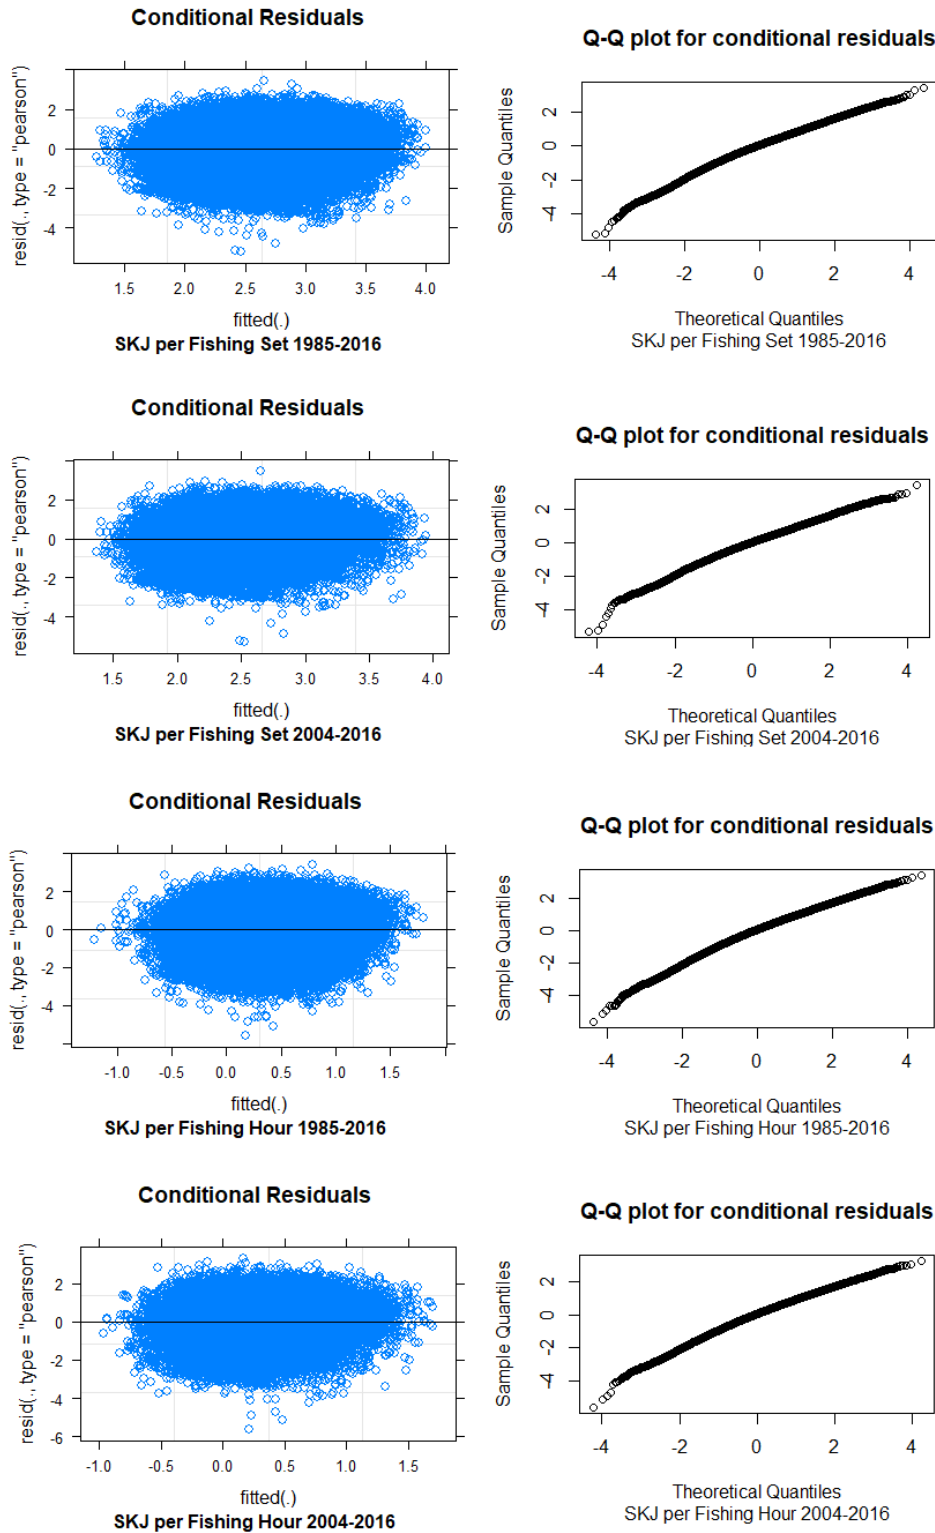 Conditional Residuals
resid(., type = "pearson")
2
0
-2
-4
1.5 2.0 2.5 3.0 3.5 4.0
fitted(.)
SKJ per Fishing Set 1985-2016
Q-Q plot for conditional residuals
Sample Quantiles
2
0
-2
-4
-4 -2 0 2 4
Theoretical Quantiles
SKJ per Fishing Set 1985-2016
Conditional Residuals
resid(., type = "pearson")
2
0
-2
-4
1.5 2.0 2.5 3.0 3.5 4.0
fitted(.)
SKJ per Fishing Set 2004-2016
Q-Q plot for conditional residuals
Sample Quantiles
2
0
-2
-4
-4 -2 0 2 4
Theoretical Quantiles
SKJ per Fishing Set 2004-2016
Conditional Residuals
resid(., type = "pearson")
2
0
-2
-4
-1.0 -0.5 0.0 0.5 1.0 1.5
fitted(.)
SKJ per Fishing Hour 1985-2016
Q-Q plot for conditional residuals
Sample Quantiles
2
0
-2
-4
-4 -2 0 2 4
Theoretical Quantiles
SKJ per Fishing Hour 1985-2016
Conditional Residuals
resid(., type = "pearson")
2
0
-2
-4
-6
-1.0 -0.5 0.0 0.5 1.0 1.5
fitted(.)
SKJ per Fishing Hour 2004-2016
Q-Q plot for conditional residuals
Sample Quantiles
2
0
-2
-4
-4 -2 0 2 4
Theoretical Quantiles
SKJ per Fishing Hour 2004-2016